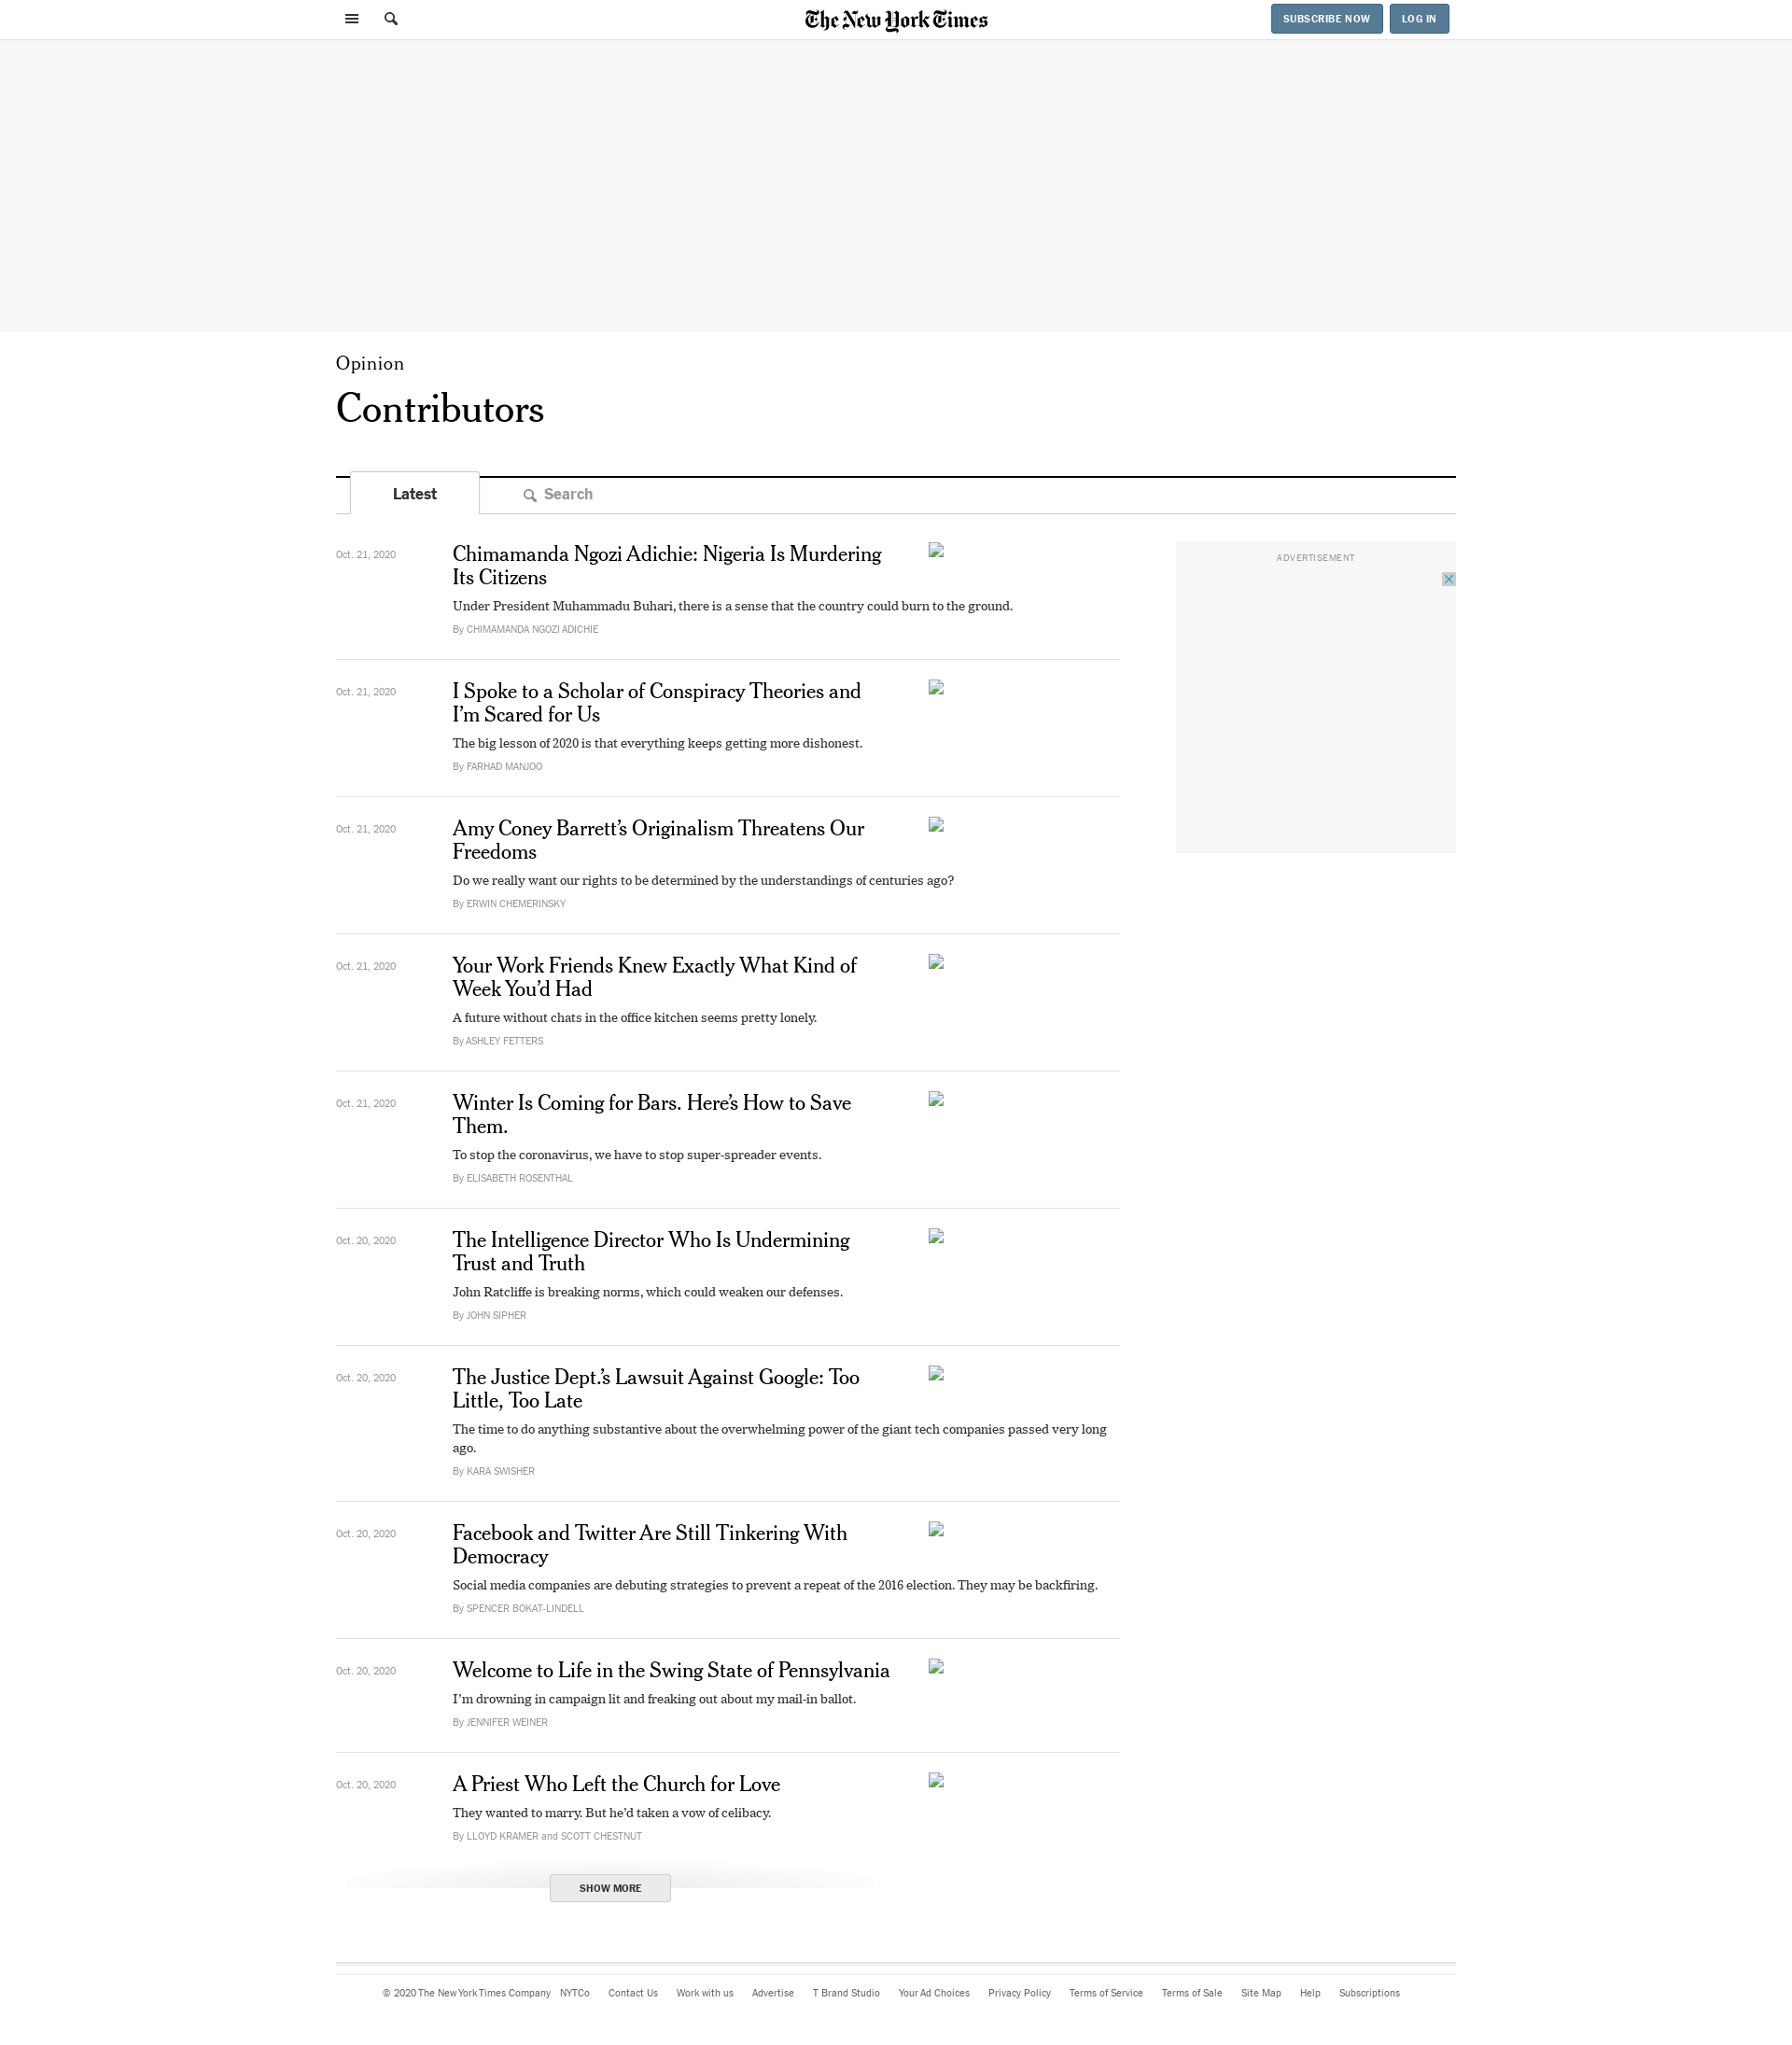 The New York Times
SUBSCRIBE NOW
LOG IN
Opinion
Contributors
Latest
Search
Oct. 21, 2020
Chimamanda Ngozi Adichie: Nigeria Is Murdering
Its Citizens
Under President Muhammadu Buhari, there is a sense that the country could burn to the ground.
By CHIMAMANDA NGOZI ADICHIE
ADVERTISEMENT
Oct. 21, 2020
I Spoke to a Scholar of Conspiracy Theories and
I’m Scared for Us
The big lesson of 2020 is that everything keeps getting more dishonest.
By FARHAD MANJOO
Oct. 21, 2020
Amy Coney Barrett’s Originalism Threatens Our
Freedoms
Do we really want our rights to be determined by the understandings of centuries ago?
By ERWIN CHEMERINSKY
Oct. 21, 2020
Your Work Friends Knew Exactly What Kind of
Week You’d Had
A future without chats in the office kitchen seems pretty lonely.
By ASHLEY FETTERS
Oct. 21, 2020
Winter Is Coming for Bars. Here’s How to Save
Them.
To stop the coronavirus, we have to stop super-spreader events.
By ELISABETH ROSENTHAL
Oct. 20, 2020
The Intelligence Director Who Is Undermining
Trust and Truth
John Ratcliffe is breaking norms, which could weaken our defenses.
By JOHN SIPHER
Oct. 20, 2020
The Justice Dept.’s Lawsuit Against Google: Too
Little, Too Late
The time to do anything substantive about the overwhelming power of the giant tech companies passed very long
ago.
By KARA SWISHER
Oct. 20, 2020
Facebook and Twitter Are Still Tinkering With
Democracy
Social media companies are debuting strategies to prevent a repeat of the 2016 election. They may be backfiring.
By SPENCER BOKAT-LINDELL
Oct. 20, 2020
Welcome to Life in the Swing State of Pennsylvania
I’m drowning in campaign lit and freaking out about my mail-in ballot.
By JENNIFER WEINER
Oct. 20, 2020
A Priest Who Left the Church for Love
They wanted to marry. But he’d taken a vow of celibacy.
By LLOYD KRAMER and SCOTT CHESTNUT
SHOW MORE
© 2020 The New York Times Company NYTCo Contact Us Work with us Advertise T Brand Studio Your Ad Choices Privacy Policy Terms of Service Terms of Sale Site Map Help Subscriptions